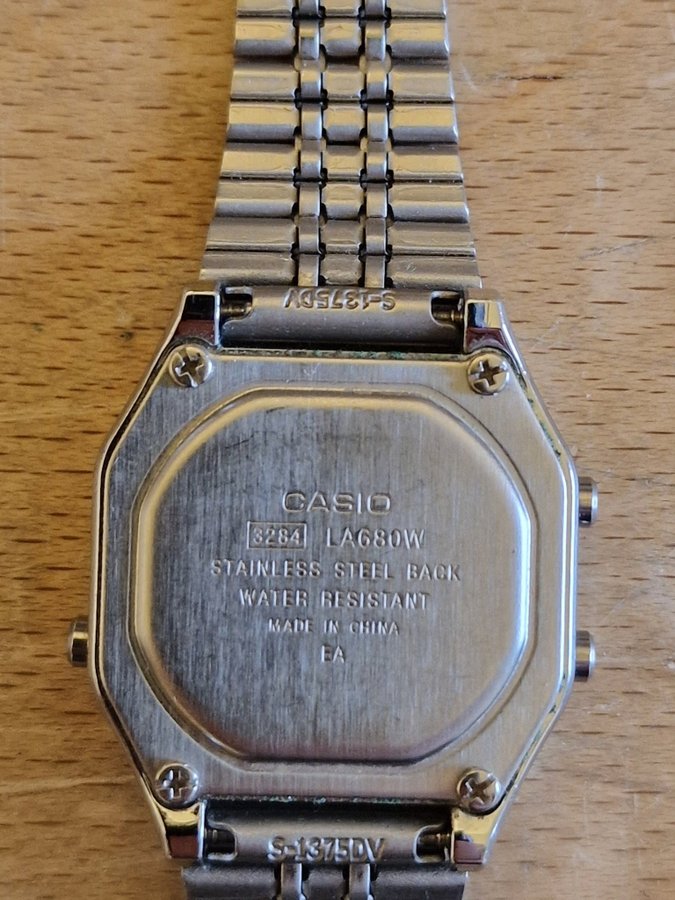 S-1375DV
CASIO
3284 LA680W
STAINLESS STEEL BACK
WATER RESISTANT
MADE IN CHINA
EA
S-1375DV